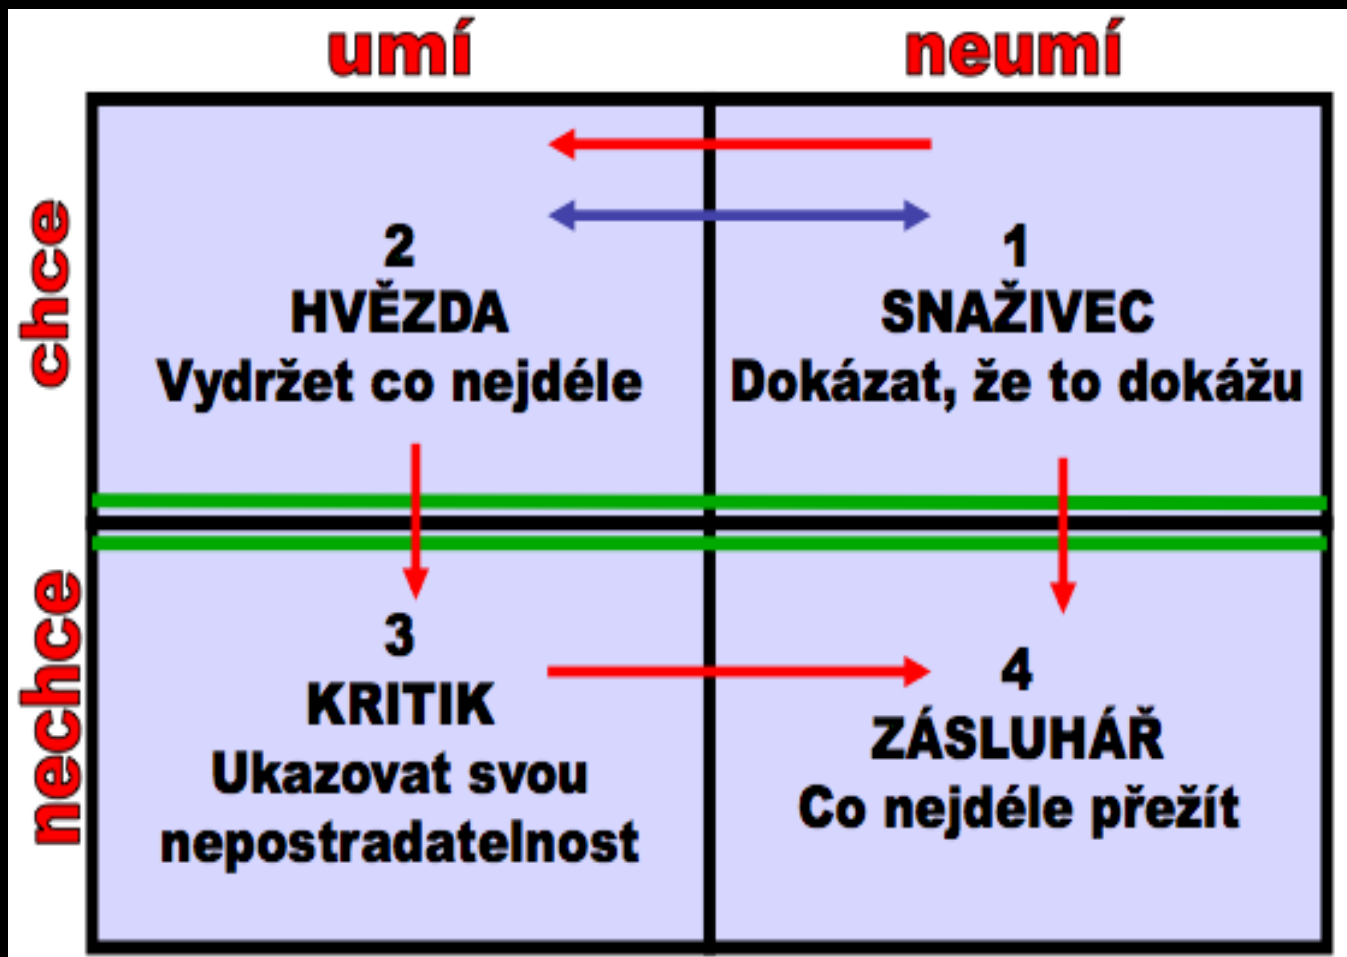 umí
neumí
chce
2
HVĚZDA
Vydržet co nejdéle
1
SNAŽIVEC
Dokázat, že to dokážu
nechce
3
KRITIK
Ukazovat svou
nepostradatelnost
4
ZÁSLUHÁŘ
Co nejdéle přežít